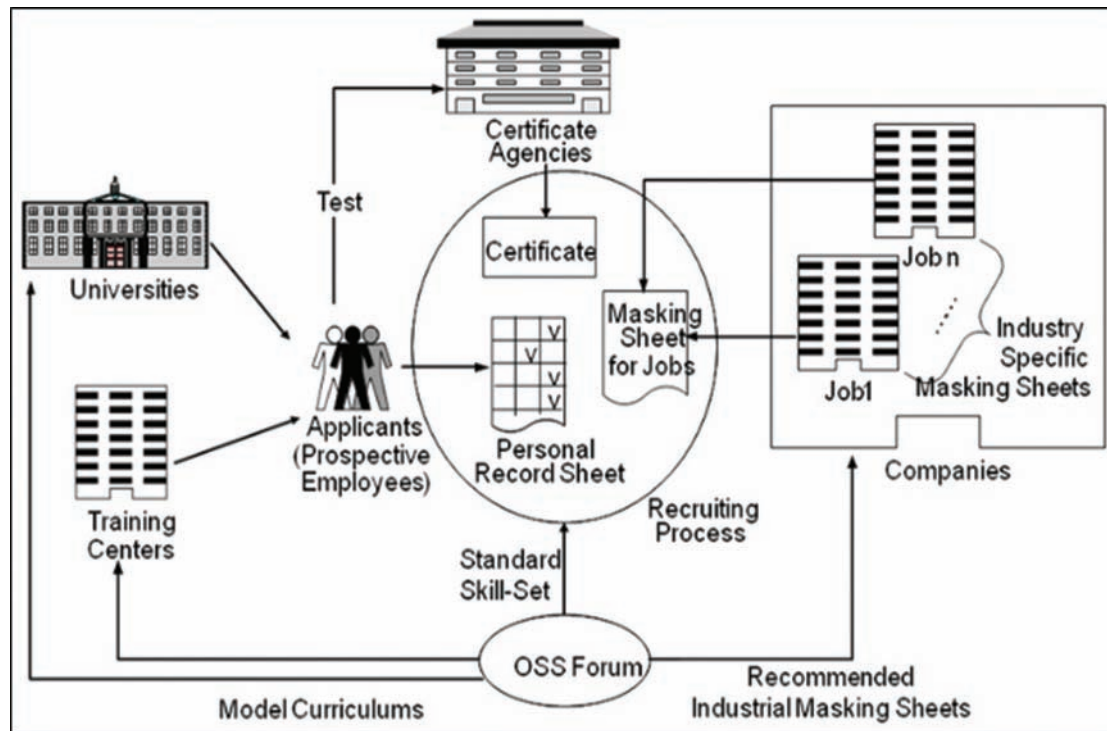 Certificate
Agencies
Test
Certificate
Universities
Job n
Masking
Sheet
for Jobs
Industry
Specific
Masking Sheets
Job1
V
V
V
V
Applicants
(Prospective
Employees)
Personal
Record Sheet
Companies
Training
Centers
Recruiting
Process
Standard
Skill-Set
OSS Forum
Model Curriculums
Recommended
Industrial Masking Sheets